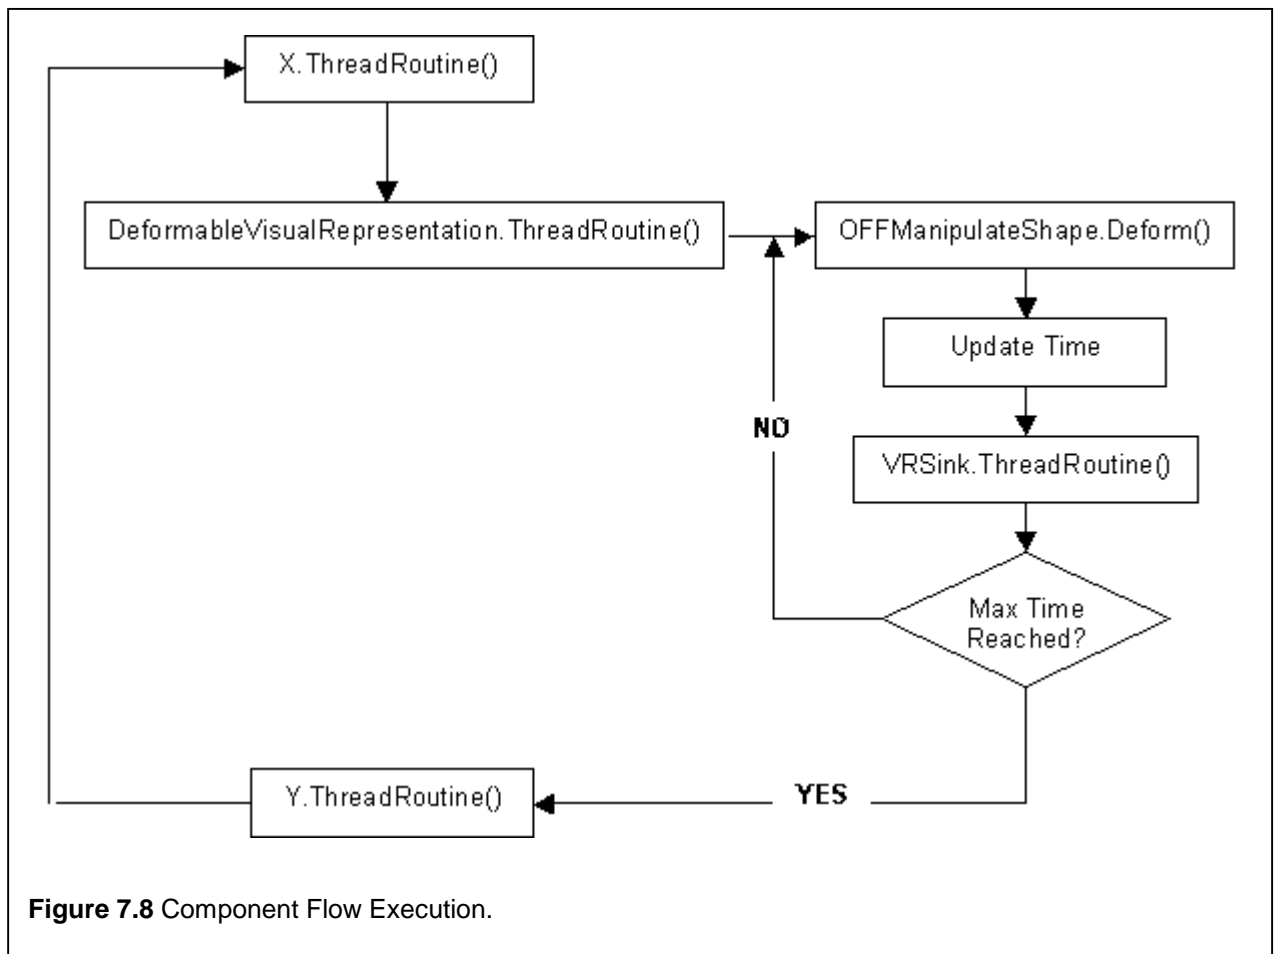 X.ThreadRoutine()
DeformableVisualRepresentation.ThreadRoutine()
OFFManipulateShape.Deform()
Update Time
NO
VRSink.ThreadRoutine()
Max Time
Reached?
Y.ThreadRoutine()
YES
Figure 7.8 Component Flow Execution.